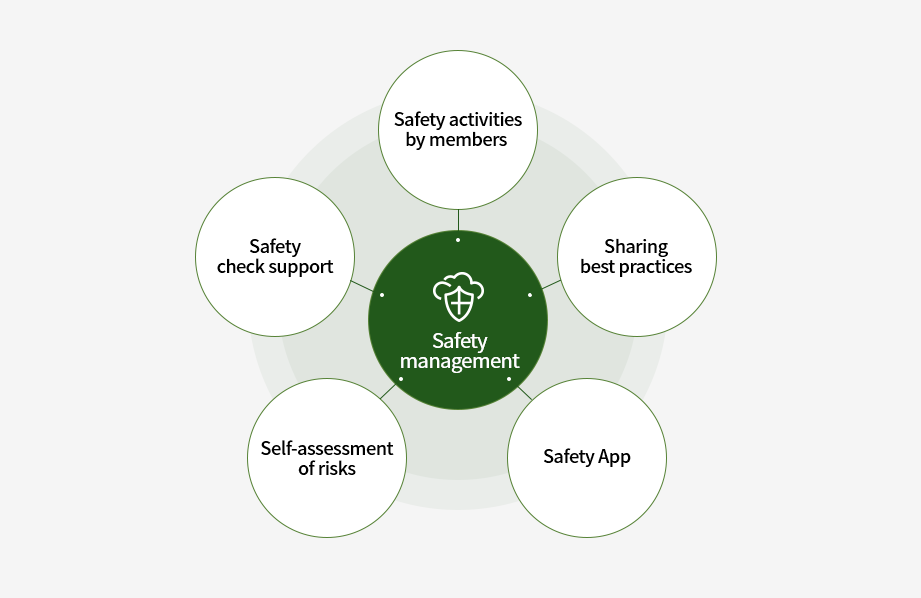 Safety activities
by members
Safety
check support
Sharing
best practices
Safety
management
Self-assessment
of risks
Safety App